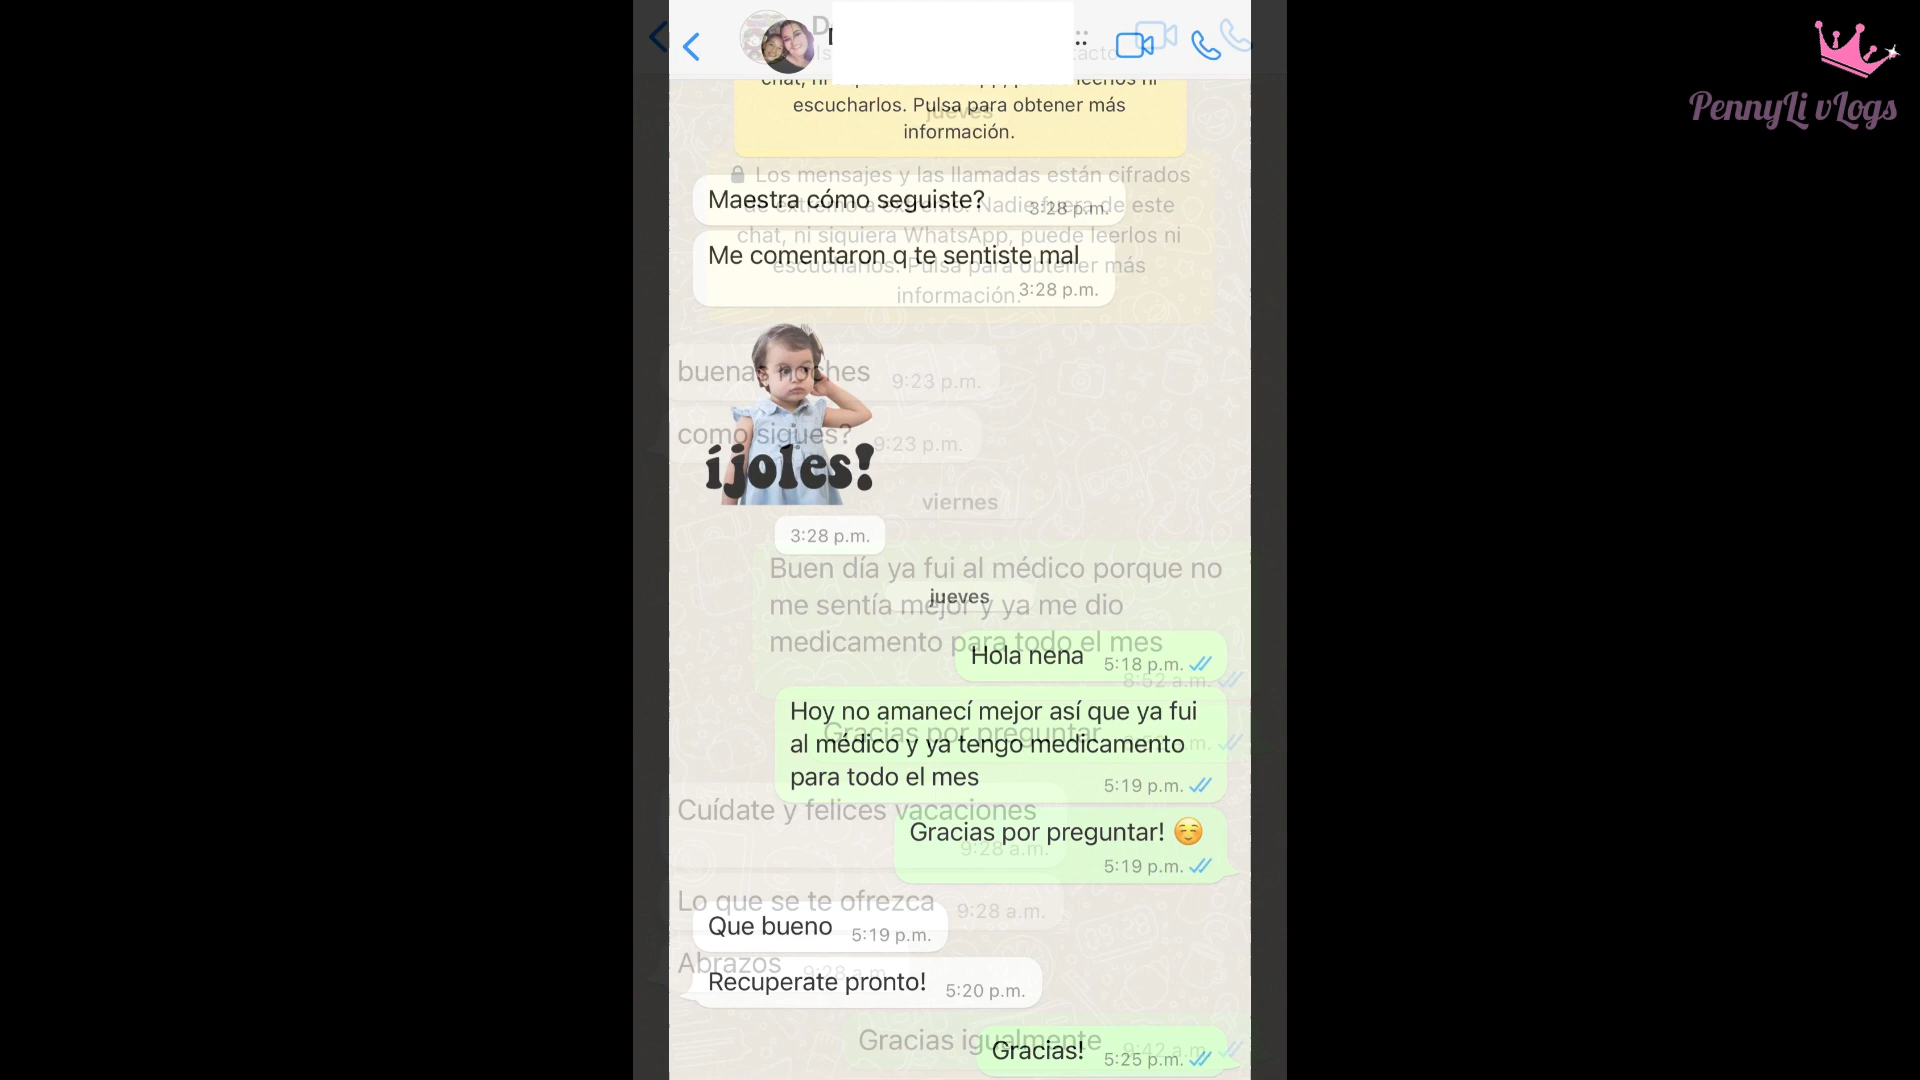 PennyLi vLogs
chat, ni siquiera WhatsApp, puede leerlos ni
escucharlos. Pulsa para obtener más
información.
Maestra cómo seguiste?
3:28 p.m.
Me comentaron q te sentiste mal
3:28 p.m.
¡joles!
3:28 p.m.
jueves
Hola nena
5:18 p.m.
Hoy no amanecí mejor así que ya fui
al médico y ya tengo medicamento
para todo el mes
5:19 p.m.
Gracias por preguntar! ☺️
5:19 p.m.
Que bueno
5:19 p.m.
Recuperate pronto!
5:20 p.m.
Gracias!
5:25 p.m.
jueves
Los mensajes y las llamadas están cifrados
de extremo a extremo. Nadie fuera de este
chat, ni siquiera WhatsApp, puede leerlos ni
escucharlos. Pulsa para obtener más
información.
buenas noches
9:23 p.m.
como sigues?
9:23 p.m.
viernes
Buen día ya fui al médico porque no
me sentía mejor y ya me dio
medicamento para todo el mes
8:52 a.m.
Gracias por preguntar
Cuídate y felices vacaciones
9:28 a.m.
Lo que se te ofrezca
9:28 a.m.
Abrazos
9:28 a.m.
Gracias igualmente
9:42 a.m.